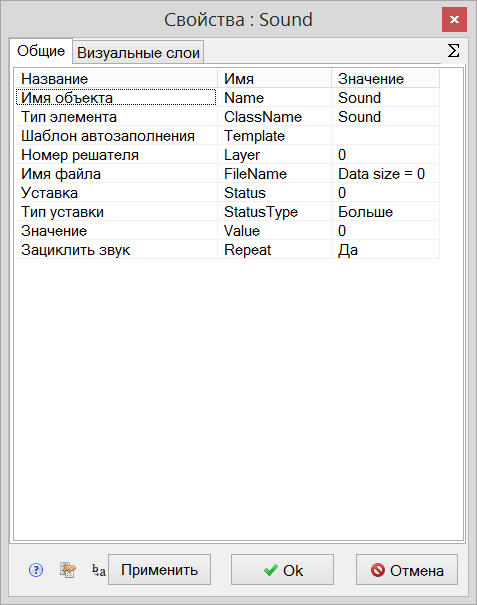 Свойства : Sound
Общие Визуальные слои Σ
Название Имя Значение
Имя объекта Name Sound
Тип элемента ClassName Sound
Шаблон автозаполнения Template
Номер решателя Layer 0
Имя файла FileName Data size = 0
Уставка Status 0
Тип уставки StatusType Больше
Значение Value 0
Зациклить звук Repeat Да
? b a Применить Ok Отмена